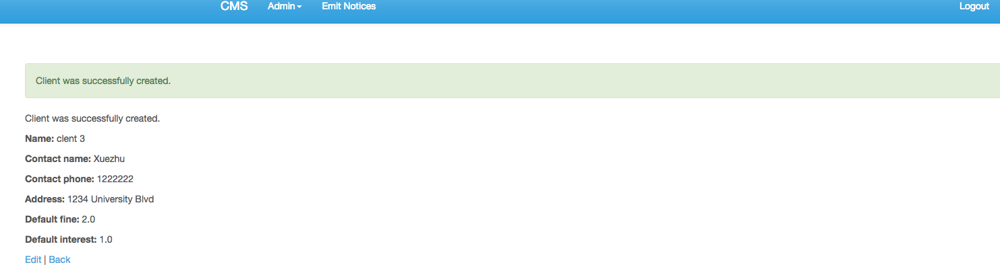 CMS Admin Emit Notices Logout
Client was successfully created.
Client was successfully created.
Name: clent 3
Contact name: Xuezhu
Contact phone: 1222222
Address: 1234 University Blvd
Default fine: 2.0
Default interest: 1.0
Edit | Back